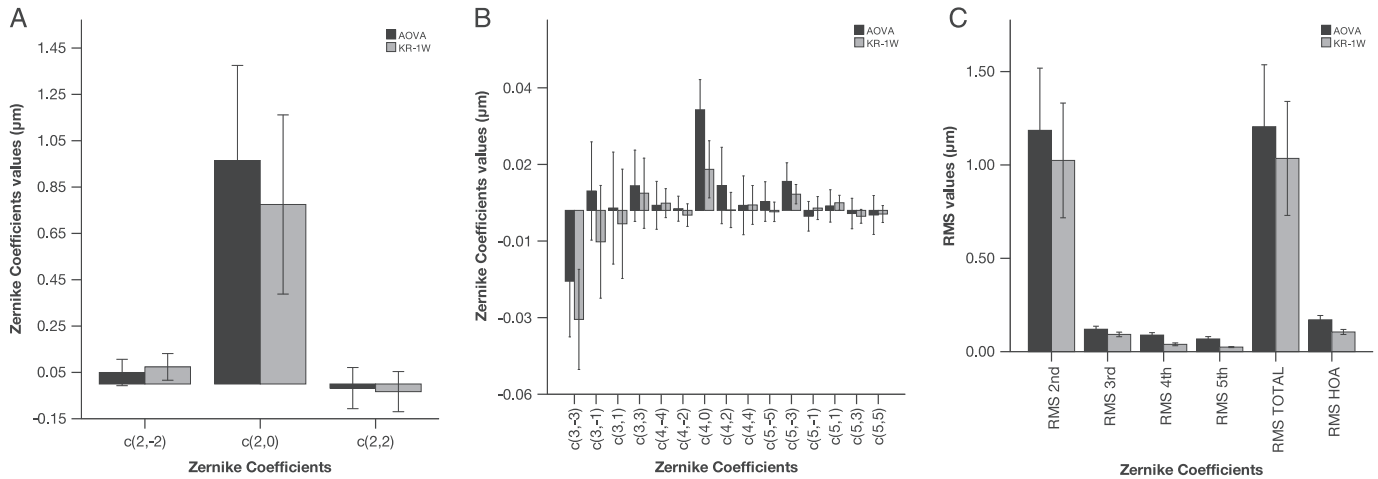 A
AOVA
KR-1W
Zernike Coefficients values (µm)
1.45
1.25
1.05
0.85
0.65
0.45
0.25
0.05
-0.15
c(2,-2)
c(2,0)
c(2,2)
Zernike Coefficients
B
AOVA
KR-1W
Zernike Coefficients values (µm)
0.04
0.02
-0.01
-0.03
-0.06
c(3,-3)
c(3,-1)
c(3,1)
c(3,3)
c(4,-4)
c(4,-2)
c(4,0)
c(4,2)
c(4,4)
c(5,-5)
c(5,-3)
c(5,-1)
c(5,1)
c(5,3)
c(5,5)
Zernike Coefficients
C
AOVA
KR-1W
RMS values (µm)
1.50
1.00
0.50
0.00
RMS 2nd
RMS 3rd
RMS 4th
RMS 5th
RMS TOTAL
RMS HOA
Zernike Coefficients